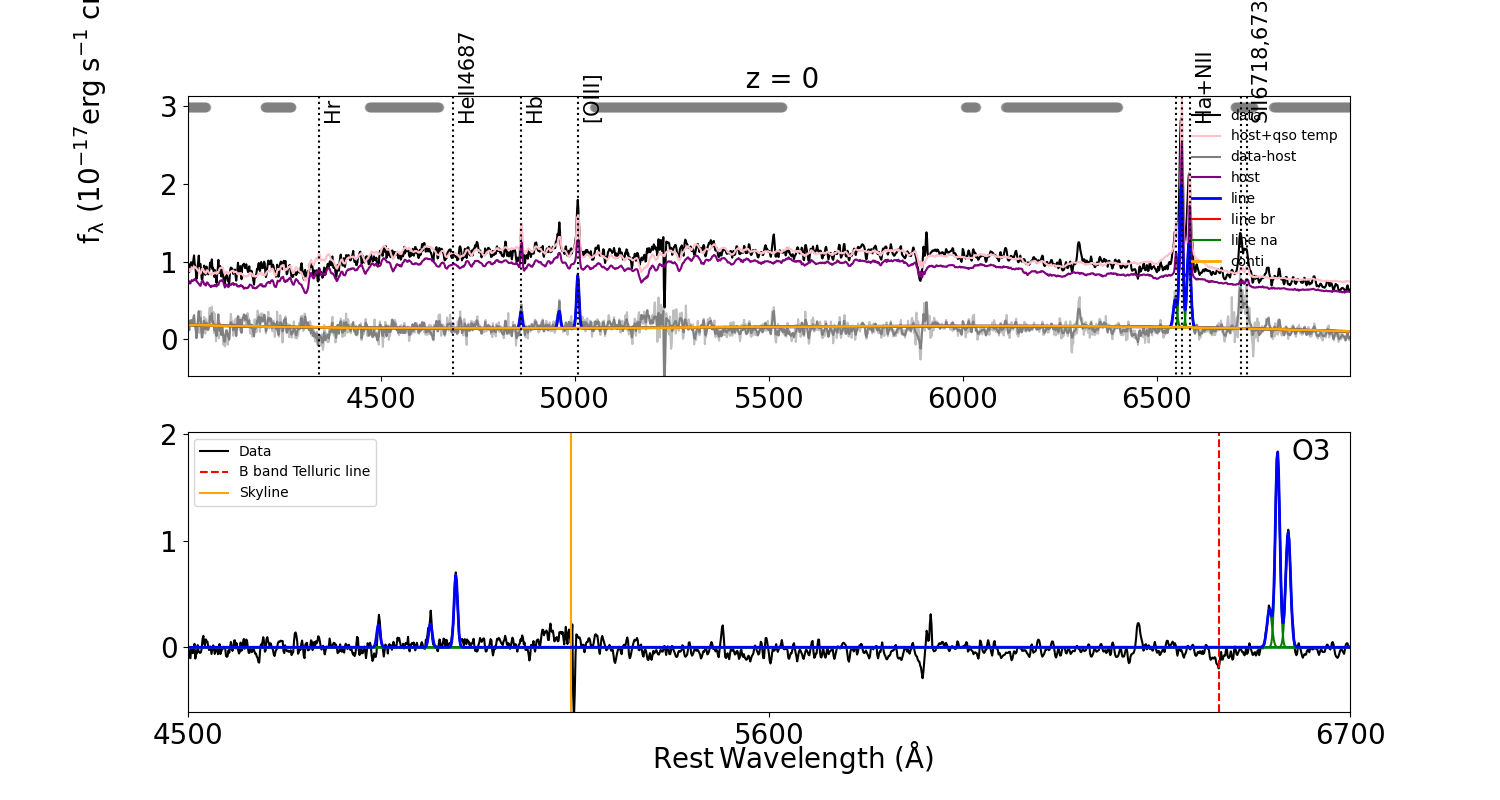 z = 0
f_λ (10^−17 erg s^−1
Hr
HeII4687
Hb
[OIII]
Ha+NII
SII6718,673
3
2
1
0
data
host+qso temp
data-host
host
line
line br
line na
conti
4500 5000 5500 6000 6500
2
1
0
Data
B band Telluric line
Skyline
O3
4500 5600 6700
Rest Wavelength (Å)